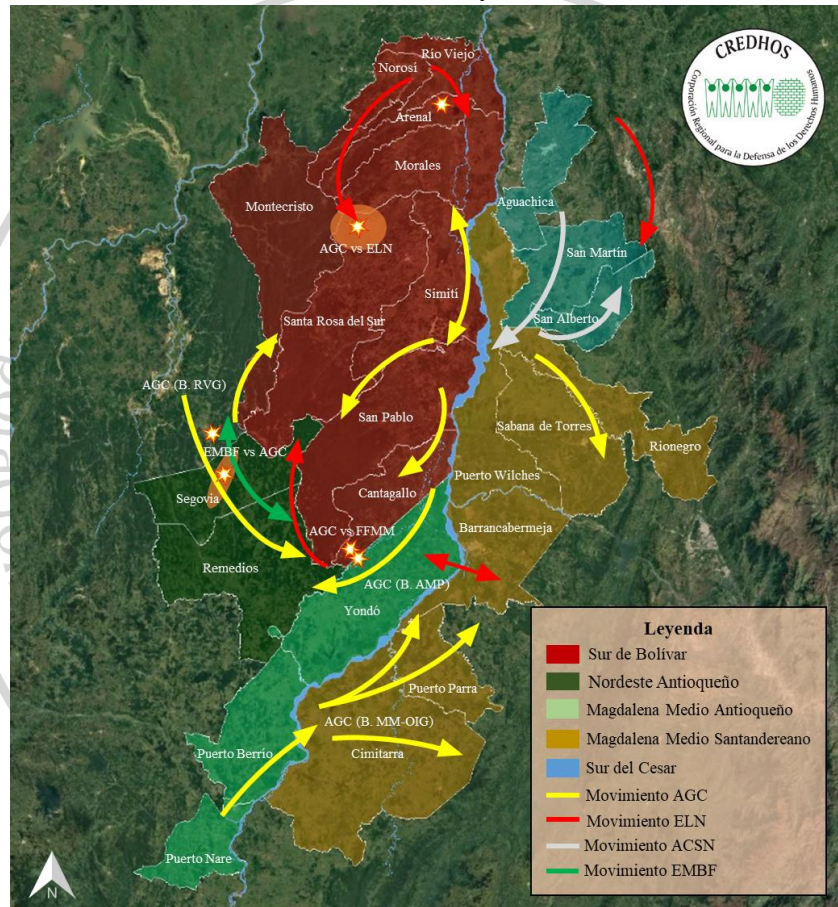 CREDHOS
Corporación Regional para la Defensa de los Derechos Humanos
Río Viejo
Norosí
Arenal
Morales
Montecristo
Aguachica
AGC vs ELN
San Martín
Simití
Santa Rosa del Sur
San Alberto
AGC (B. RVG)
San Pablo
Sabana de Torres
Rionegro
EMBF vs AGC
Segovia
Cantagallo
Puerto Wilches
AGC vs FFMM
Barrancabermeja
Remedios
AGC (B. AMP)
Yondó
Puerto Parra
AGC (B. MM-OIG)
Puerto Berrío
Cimitarra
Puerto Nare
N
Leyenda
Sur de Bolívar
Nordeste Antioqueño
Magdalena Medio Antioqueño
Magdalena Medio Santandereano
Sur del Cesar
Movimiento AGC
Movimiento ELN
Movimiento ACSN
Movimiento EMBF